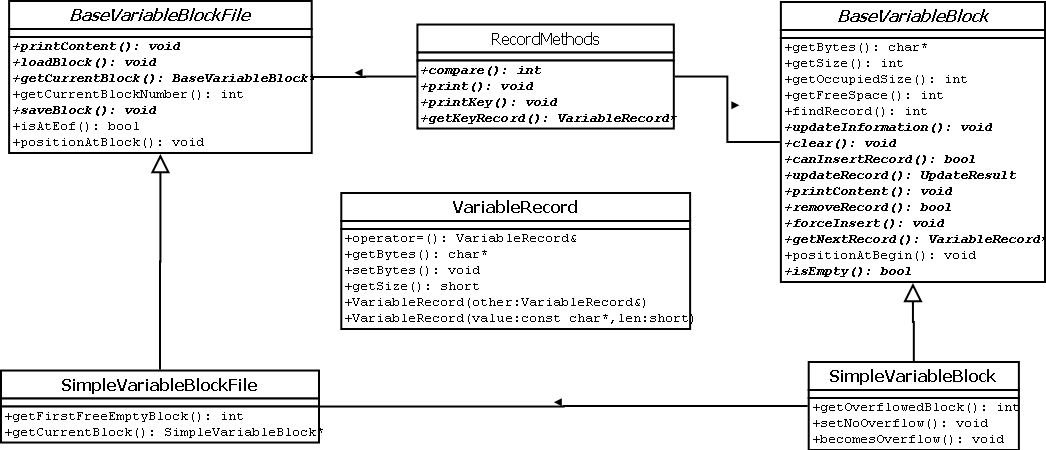 BaseVariableBlockFile
+printContent(): void
+loadBlock(): void
+getCurrentBlock(): BaseVariableBlock*
+getCurrentBlockNumber(): int
+saveBlock(): void
+isAtEof(): bool
+positionAtBlock(): void
RecordMethods
+compare(): int
+print(): void
+printKey(): void
+getKeyRecord(): VariableRecord*
BaseVariableBlock
+getBytes(): char*
+getSize(): int
+getOccupiedSize(): int
+getFreeSpace(): int
+findRecord(): int
+updateInformation(): void
+clear(): void
+canInsertRecord(): bool
+updateRecord(): UpdateResult
+printContent(): void
+removeRecord(): bool
+forceInsert(): void
+getNextRecord(): VariableRecord*
+positionAtBegin(): void
+isEmpty(): bool
VariableRecord
+operator=(): VariableRecord&
+getBytes(): char*
+setBytes(): void
+getSize(): short
+VariableRecord(other:VariableRecord&)
+VariableRecord(value:const char*,len:short)
SimpleVariableBlockFile
+getFirstFreeEmptyBlock(): int
+getCurrentBlock(): SimpleVariableBlock*
SimpleVariableBlock
+getOverflowedBlock(): int
+setNoOverflow(): void
+becomesOverflow(): void